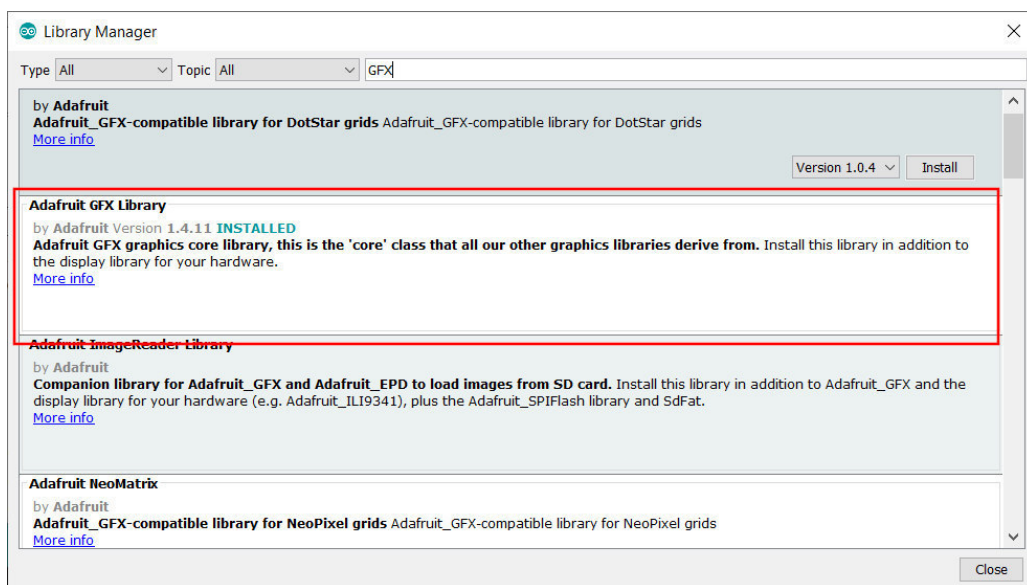 Library Manager
Type All Topic All GFX
by Adafruit
Adafruit_GFX-compatible library for DotStar grids Adafruit_GFX-compatible library for DotStar grids
More info
Version 1.0.4 Install
Adafruit GFX Library
by Adafruit Version 1.4.11 INSTALLED
Adafruit GFX graphics core library, this is the 'core' class that all our other graphics libraries derive from. Install this library in addition to
the display library for your hardware.
More info
Adafruit ImageReader Library
by Adafruit
Companion library for Adafruit_GFX and Adafruit_EPD to load images from SD card. Install this library in addition to Adafruit_GFX and the
display library for your hardware (e.g. Adafruit_ILI9341), plus the Adafruit_SPIFlash library and SdFat.
More info
Adafruit NeoMatrix
by Adafruit
Adafruit_GFX-compatible library for NeoPixel grids Adafruit_GFX-compatible library for NeoPixel grids
More info
Close